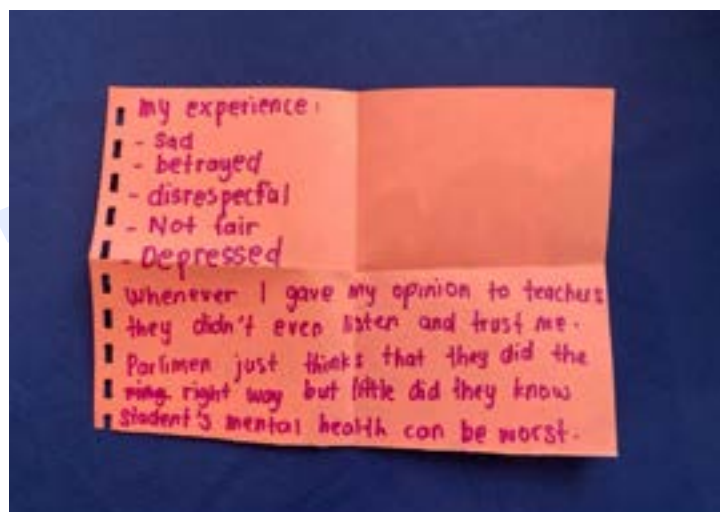 My experience:
- Sad
- betrayed
- disrespecful
- Not fair
- Depressed
Whenever I gave my opinion to teachers
they didn't even listen and trust me.
Parlimen just thinks that they did the
right way but little did they know
student's mental health can be worst.